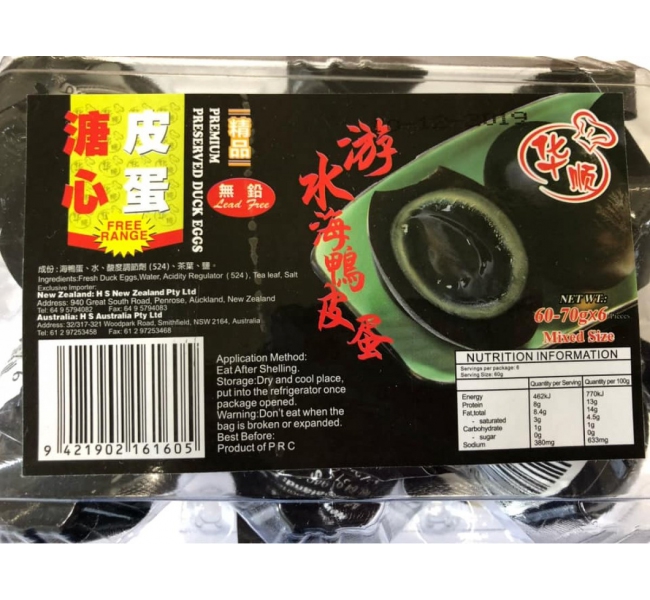 溏心
皮蛋
FREE
RANGE
精品
PREMIUM
PRESERVED DUCK EGGS
無鉛
Lead Free
游水海鴨皮蛋
12 2019
华顺
成份:海鴨蛋、水、酸度調節劑(524)、茶葉、鹽。
Ingredients:Fresh Duck Eggs,Water, Acidity Regulator (524), Tea leaf, Salt
Exclusive Importer:
New Zealand: H S New Zealand Pty Ltd
Address: 940 Great South Road, Penrose, Auckland, New Zealand
Tel: 64 9 5794082 Fax: 64 9 5794083
Australia: H S Australia Pty Ltd
Address: 32/317-321 Woodpark Road, Smithfield, NSW 2164, Australia
Tel: 61 2 97253458 Fax: 61 2 97253468
9 421902 161605
Application Method:
Eat After Shelling.
Storage:Dry and cool place,
put into the refrigerator once
package opened.
Warning:Don't eat when the
bag is broken or expanded.
Best Before:
Product of P R C
NET WE:
60-70gx6 Pieces
Mixed Size
NUTRITION INFORMATION
Servings per package: 6
Serving Size: 60g
Quantity per Serving Quantity per 100g
Energy 462kJ 770kJ
Protein 8g 13g
Fat,total 8.4g 14g
- saturated 3g 4.5g
Carbohydrate 1g 1g
- sugar 0g 0g
Sodium 380mg 633mg